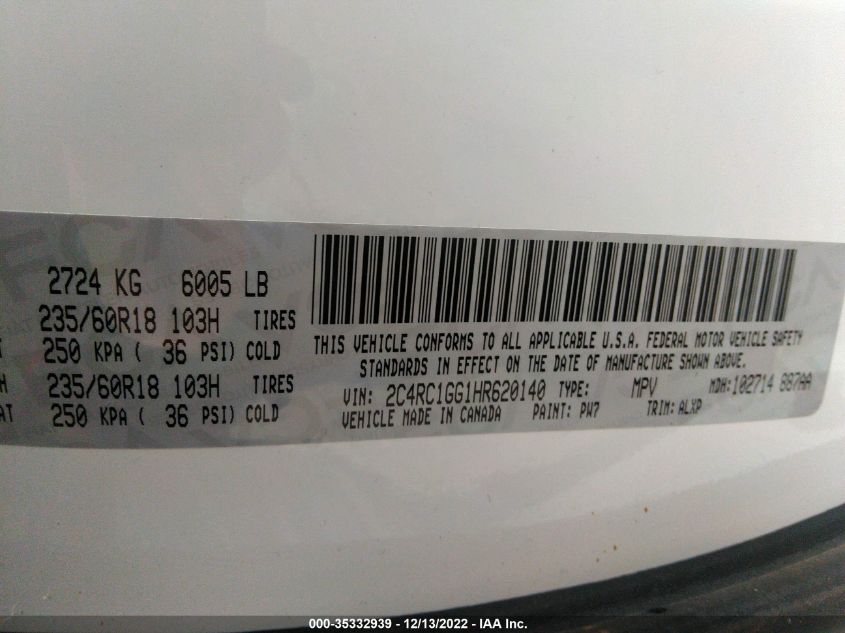 2724 KG 6005 LB
235/60R18 103H TIRES
250 KPA ( 36 PSI) COLD
235/60R18 103H TIRES
250 KPA ( 36 PSI) COLD
THIS VEHICLE CONFORMS TO ALL APPLICABLE U.S.A. FEDERAL MOTOR VEHICLE SAFETY
STANDARDS IN EFFECT ON THE DATE OF MANUFACTURE SHOWN ABOVE.
VIN: 2C4RC1GG1HR620140 TYPE: MPV MDH:102714 887AA
VEHICLE MADE IN CANADA PAINT: PW7 TRIM: ALXP
000-35332939 - 12/13/2022 - IAA Inc.